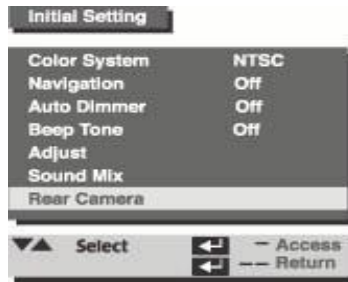 Initial Setting
Color System NTSC
Navigation Off
Auto Dimmer Off
Beep Tone Off
Adjust
Sound Mix
Rear Camera
▼▲ Select ↵ – Access
↵ –– Return